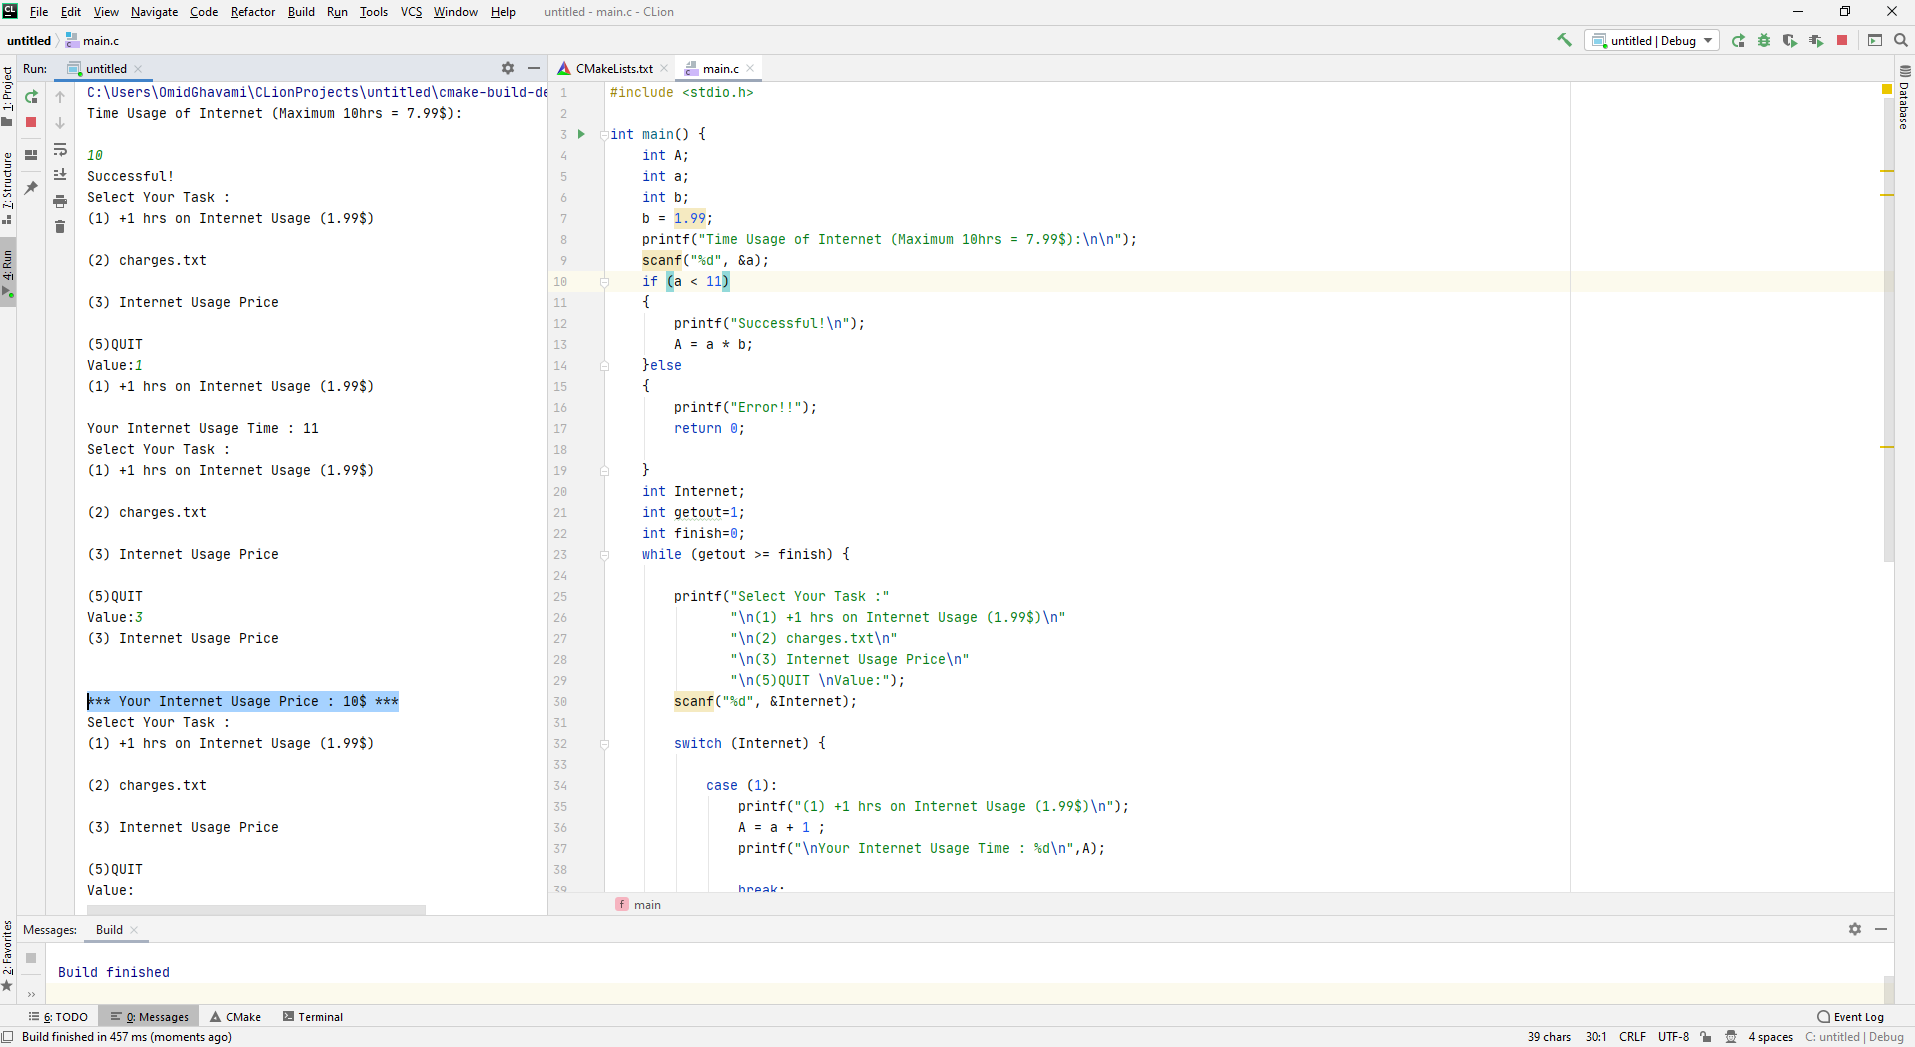 File Edit View Navigate Code Refactor Build Run Tools VCS Window Help untitled - main.c - CLion
untitled main.c
untitled | Debug
Run: untitled
CMakeLists.txt main.c
1: Project
7: Structure
4: Run
2: Favorites
Database
C:\Users\OmidGhavami\CLionProjects\untitled\cmake-build-de
Time Usage of Internet (Maximum 10hrs = 7.99$):
10
Successful!
Select Your Task :
(1) +1 hrs on Internet Usage (1.99$)
(2) charges.txt
(3) Internet Usage Price
(5)QUIT
Value:1
(1) +1 hrs on Internet Usage (1.99$)
Your Internet Usage Time : 11
Select Your Task :
(1) +1 hrs on Internet Usage (1.99$)
(2) charges.txt
(3) Internet Usage Price
(5)QUIT
Value:3
(3) Internet Usage Price
*** Your Internet Usage Price : 10$ ***
Select Your Task :
(1) +1 hrs on Internet Usage (1.99$)
(2) charges.txt
(3) Internet Usage Price
(5)QUIT
Value:
1 #include <stdio.h>
2
3 int main() {
4 int A;
5 int a;
6 int b;
7 b = 1.99;
8 printf("Time Usage of Internet (Maximum 10hrs = 7.99$):\n\n");
9 scanf("%d", &a);
10 if (a < 11)
11 {
12 printf("Successful!\n");
13 A = a * b;
14 }else
15 {
16 printf("Error!!");
17 return 0;
18
19 }
20 int Internet;
21 int getout=1;
22 int finish=0;
23 while (getout >= finish) {
24
25 printf("Select Your Task :"
26 "\n(1) +1 hrs on Internet Usage (1.99$)\n"
27 "\n(2) charges.txt\n"
28 "\n(3) Internet Usage Price\n"
29 "\n(5)QUIT \nValue:");
30 scanf("%d", &Internet);
31
32 switch (Internet) {
33
34 case (1):
35 printf("(1) +1 hrs on Internet Usage (1.99$)\n");
36 A = a + 1 ;
37 printf("\nYour Internet Usage Time : %d\n",A);
38
39 break;
f main
Messages: Build
Build finished
6: TODO 0: Messages CMake Terminal Event Log
Build finished in 457 ms (moments ago) 39 chars 30:1 CRLF UTF-8 4 spaces C: untitled | Debug